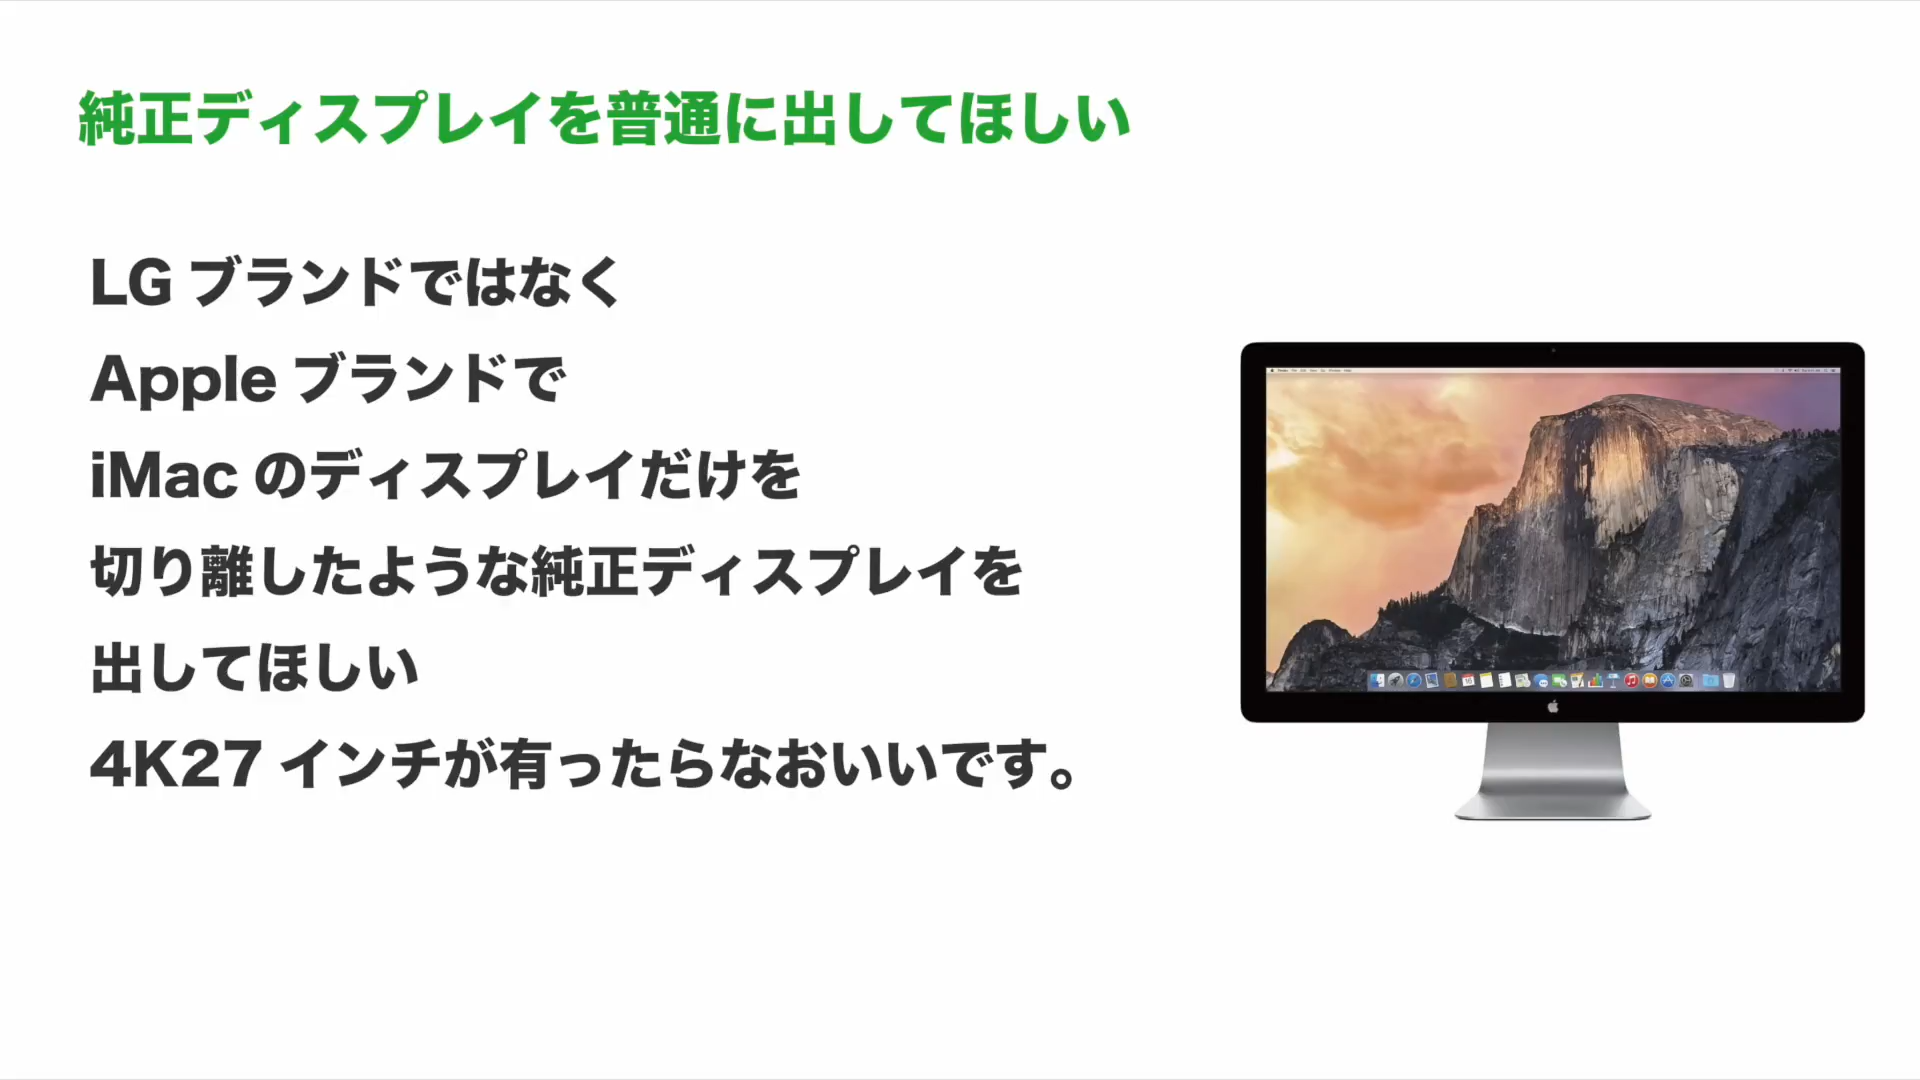 純正ディスプレイを普通に出してほしい
LG ブランドではなく
Apple ブランドで
iMac のディスプレイだけを
切り離したような純正ディスプレイを
出してほしい
4K27 インチが有ったらなおいいです。